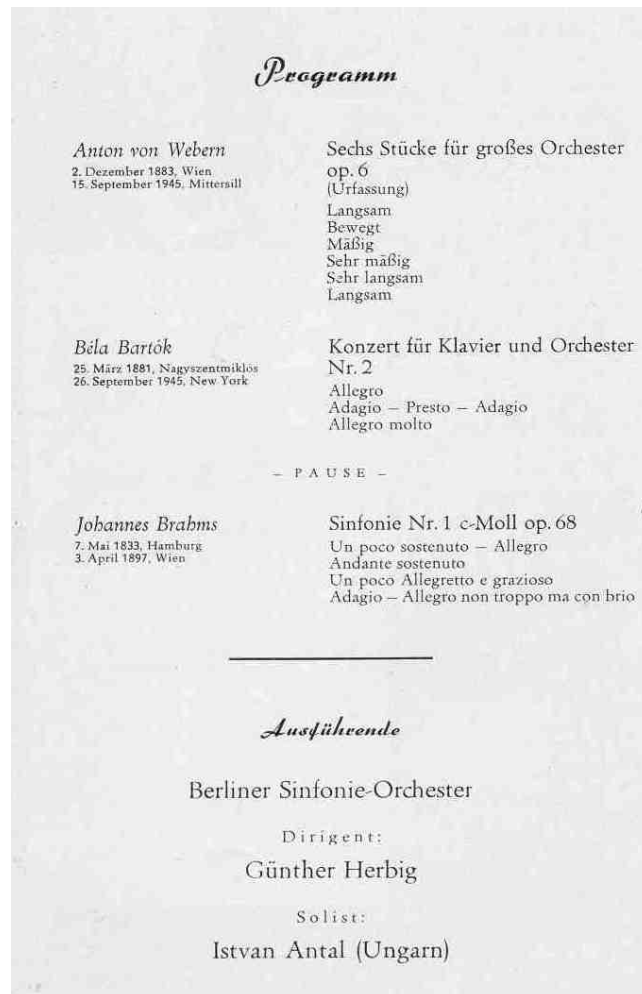 Programm
Anton von Webern
2. Dezember 1883, Wien
15. September 1945, Mittersill
Sechs Stücke für großes Orchester
op. 6
(Urfassung)
Langsam
Bewegt
Mäßig
Sehr mäßig
Sehr langsam
Langsam
Béla Bartók
25. März 1881, Nagyszentmiklós
26. September 1945, New York
Konzert für Klavier und Orchester
Nr. 2
Allegro
Adagio – Presto – Adagio
Allegro molto
– PAUSE –
Johannes Brahms
7. Mai 1833, Hamburg
3. April 1897, Wien
Sinfonie Nr. 1 c-Moll op. 68
Un poco sostenuto – Allegro
Andante sostenuto
Un poco Allegretto e grazioso
Adagio – Allegro non troppo ma con brio
Ausführende
Berliner Sinfonie-Orchester
Dirigent:
Günther Herbig
Solist:
Istvan Antal (Ungarn)